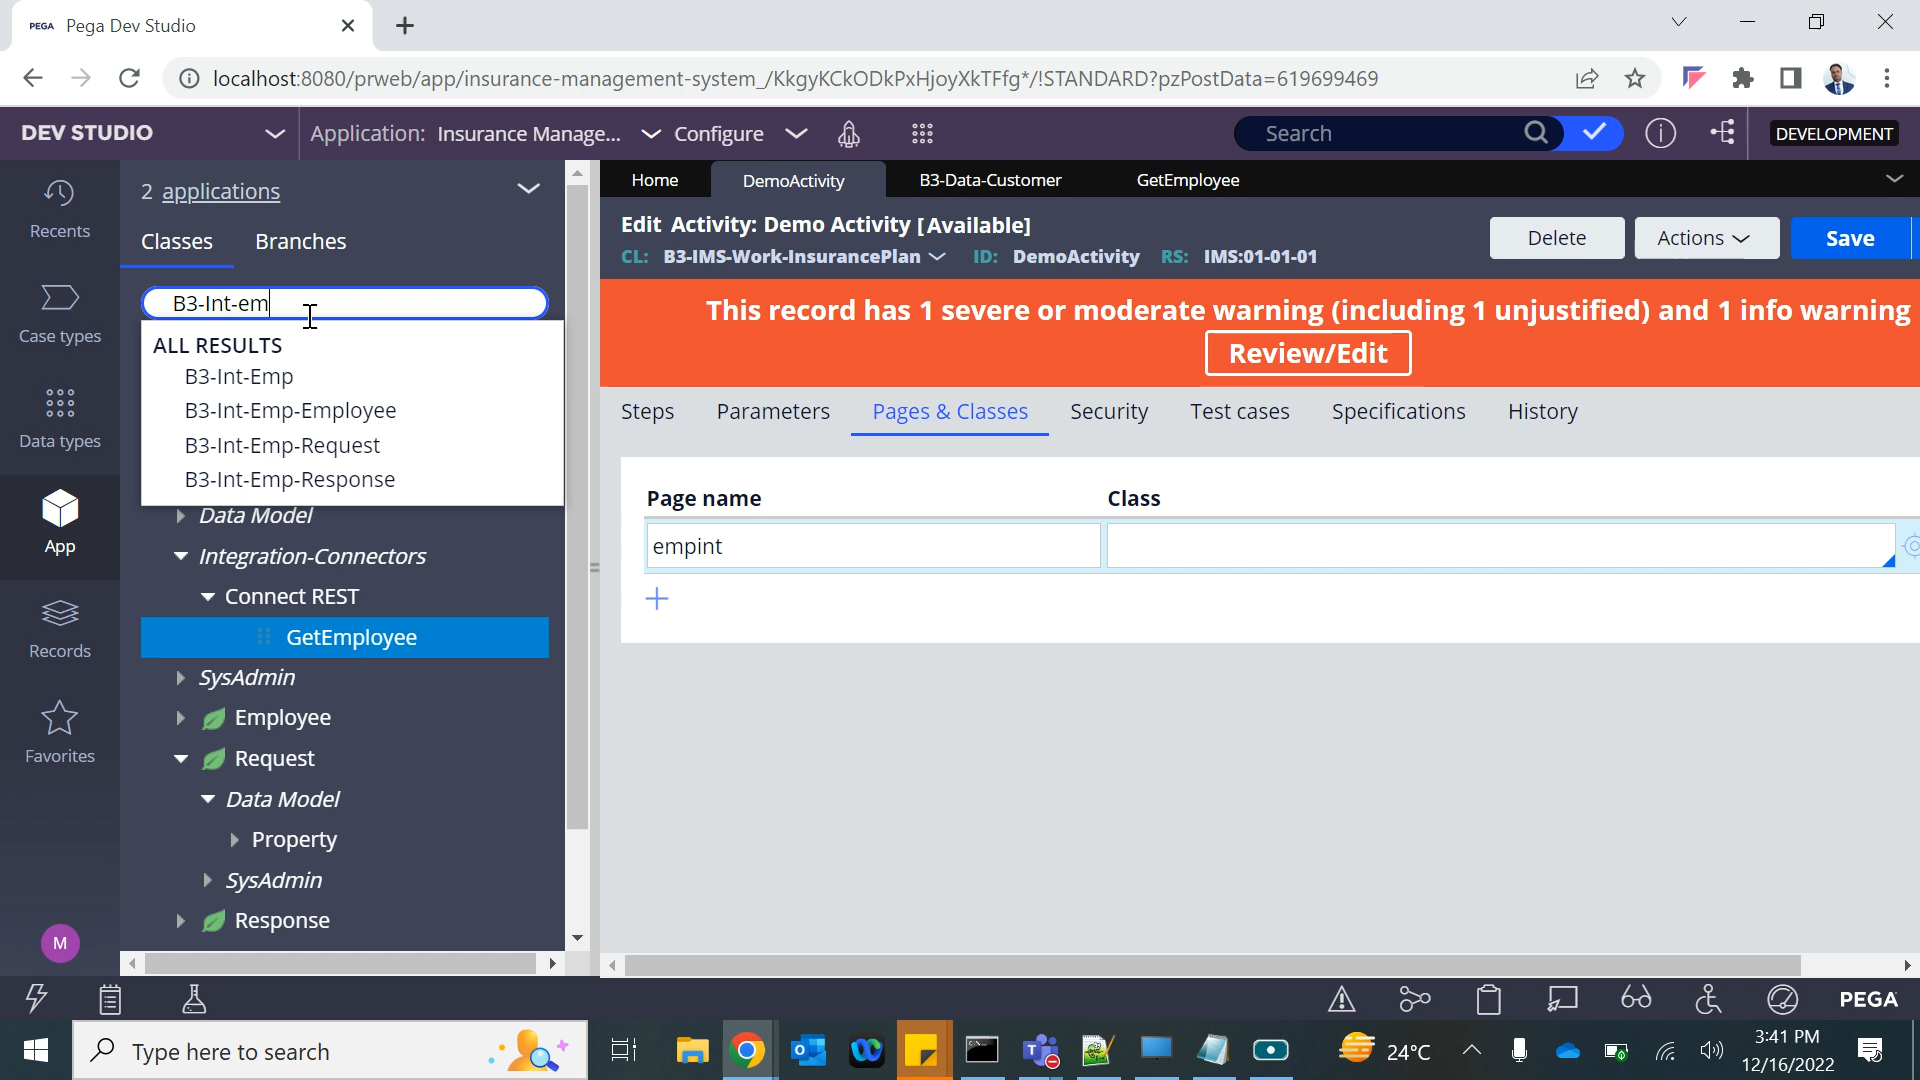 PEGA Pega Dev Studio
localhost:8080/prweb/app/insurance-management-system_/KkgyKCkODkPxHjoyXkTFfg*/!STANDARD?pzPostData=619699469
DEV STUDIO
Application: Insurance Manage...
Configure
Search
DEVELOPMENT
Recents
Case types
Data types
App
Records
Favorites
M
2 applications
Classes
Branches
B3-Int-em
ALL RESULTS
B3-Int-Emp
B3-Int-Emp-Employee
B3-Int-Emp-Request
B3-Int-Emp-Response
Data Model
Integration-Connectors
Connect REST
GetEmployee
SysAdmin
Employee
Request
Data Model
Property
SysAdmin
Response
Home
DemoActivity
B3-Data-Customer
GetEmployee
Edit Activity: Demo Activity [Available]
CL: B3-IMS-Work-InsurancePlan ID: DemoActivity RS: IMS:01-01-01
Delete
Actions
Save
This record has 1 severe or moderate warning (including 1 unjustified) and 1 info warning
Review/Edit
Steps
Parameters
Pages & Classes
Security
Test cases
Specifications
History
Page name
Class
empint
PEGA
Type here to search
24°C
3:41 PM
12/16/2022